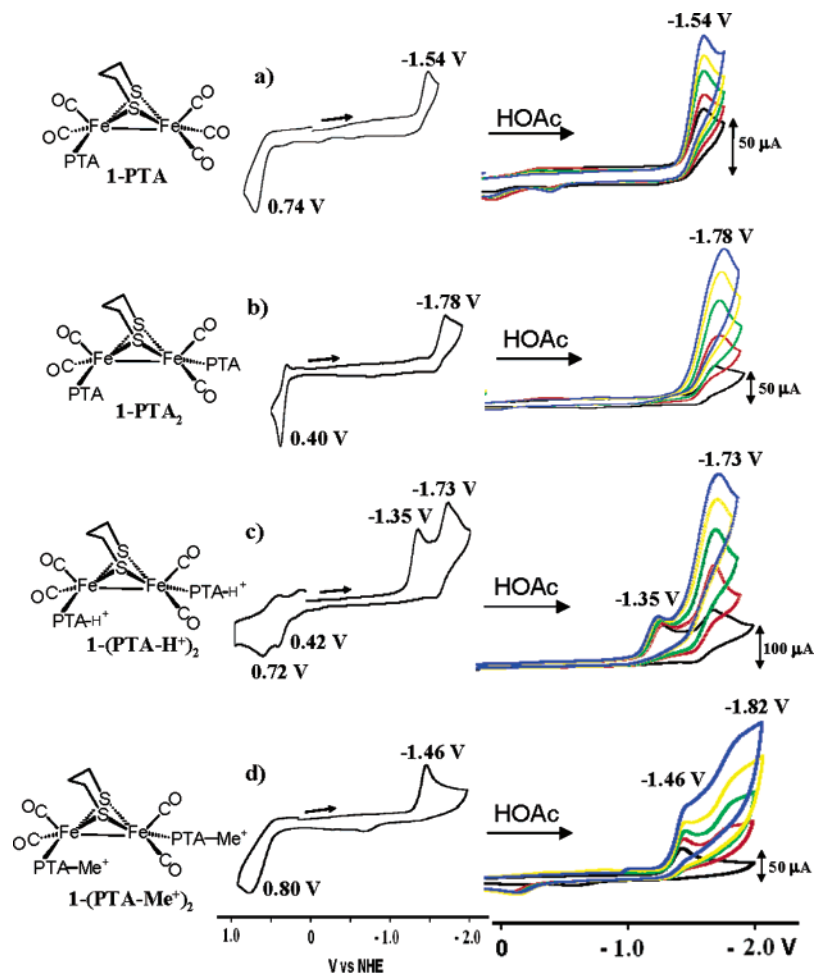 a)
-1.54 V
0.74 V
HOAc
-1.54 V
50 μA
S
S
OC
Fe
Fe
CO
CO
CO
CO
PTA
1-PTA
b)
-1.78 V
0.40 V
HOAc
-1.78 V
50 μA
S
S
OC
OC
Fe
Fe
CO
PTA
CO
PTA
1-PTA₂
c)
-1.35 V
-1.73 V
0.42 V
0.72 V
HOAc
-1.35 V
-1.73 V
100 μA
S
S
OC
OC
Fe
Fe
CO
PTA-H⁺
CO
PTA-H⁺
1-(PTA-H⁺)₂
d)
-1.46 V
0.80 V
HOAc
-1.46 V
-1.82 V
50 μA
S
S
OC
OC
Fe
Fe
CO
PTA-Me⁺
CO
PTA-Me⁺
1-(PTA-Me⁺)₂
1.0 0 -1.0 -2.0
V vs NHE
0 - 1.0 - 2.0 V